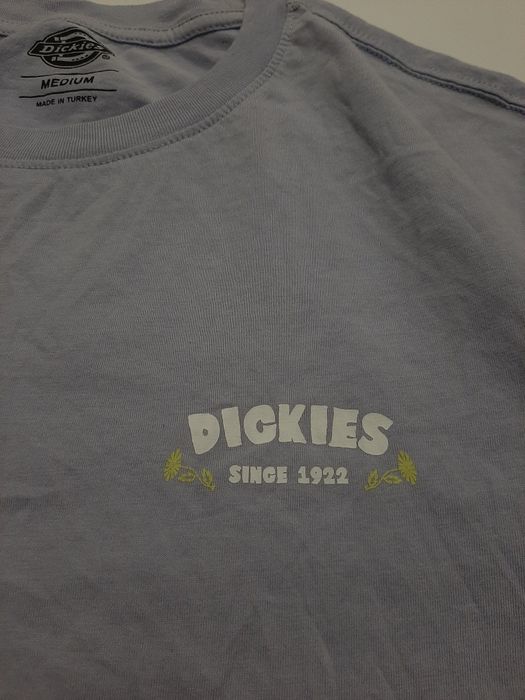 Dickies
MEDIUM
MADE IN TURKEY
DICKIES
SINCE 1922